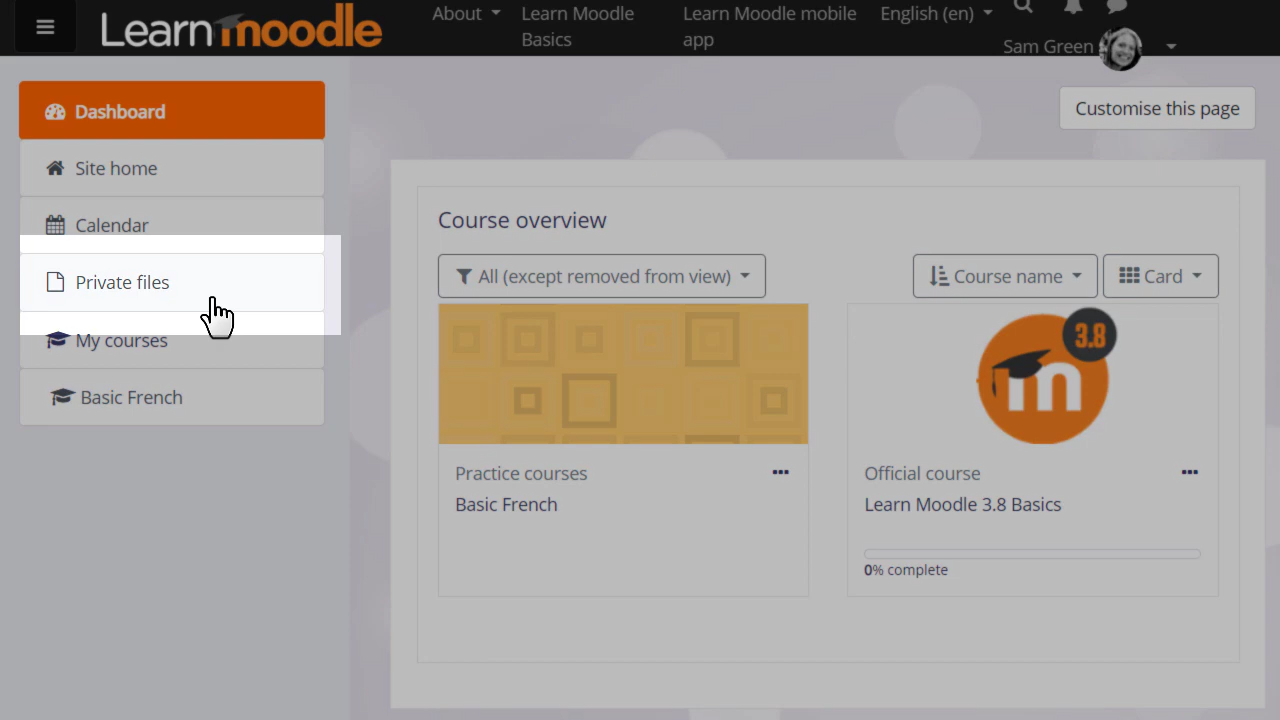 Learn moodle
About
Learn Moodle
Basics
Learn Moodle mobile
app
English (en)
Sam Green
Dashboard
Site home
Calendar
Private files
My courses
Basic French
Customise this page
Course overview
All (except removed from view)
Course name
Card
3.8
m
Practice courses
Basic French
Official course
Learn Moodle 3.8 Basics
0% complete